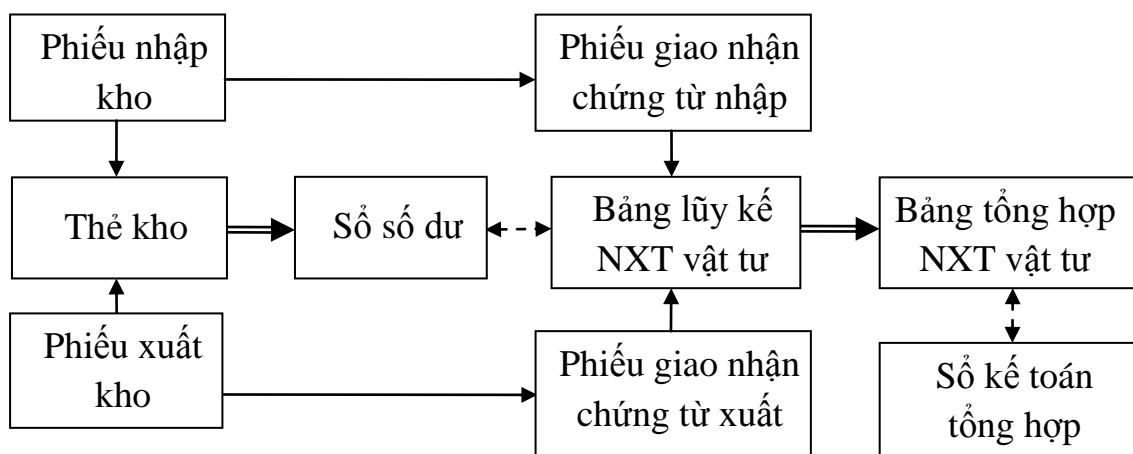 Phiếu nhập
kho
Phiếu giao nhận
chứng từ nhập
Thẻ kho
Sổ số dư
Bảng lũy kế
NXT vật tư
Bảng tổng hợp
NXT vật tư
Phiếu xuất
kho
Phiếu giao nhận
chứng từ xuất
Sổ kế toán
tổng hợp